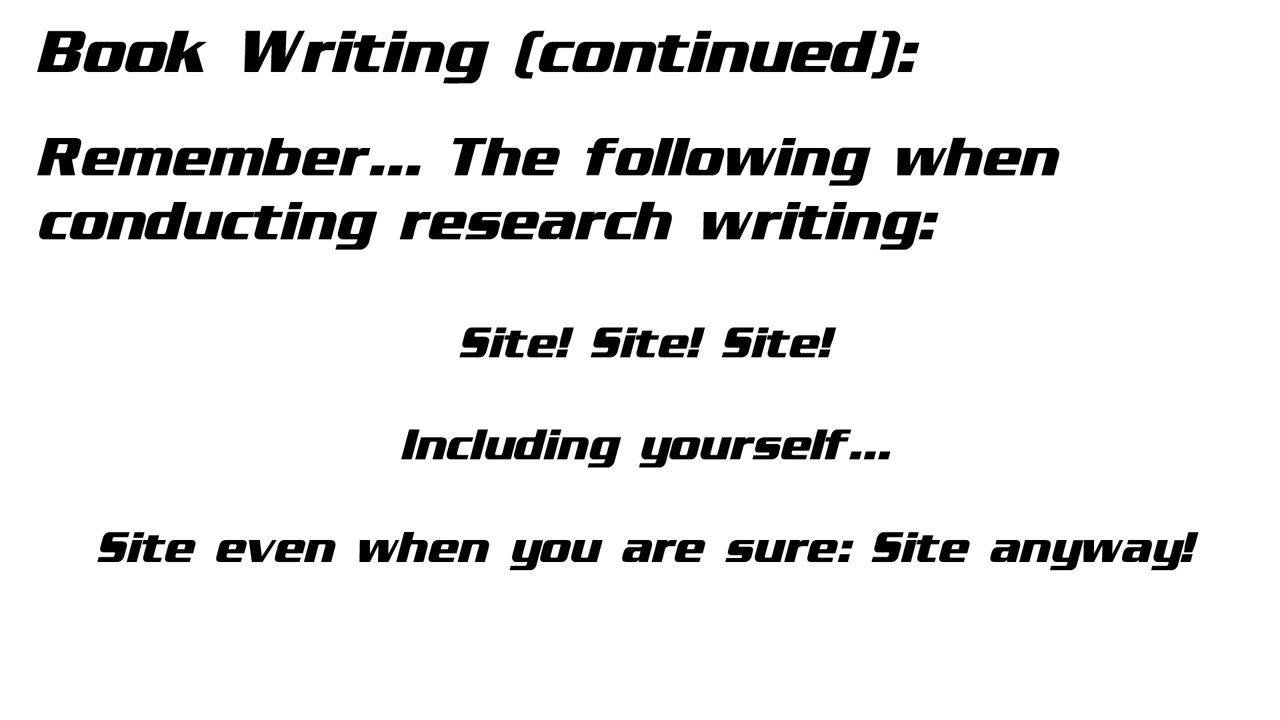 Book Writing (continued):
Remember... The following when
conducting research writing:
Site! Site! Site!
Including yourself...
Site even when you are sure: Site anyway!